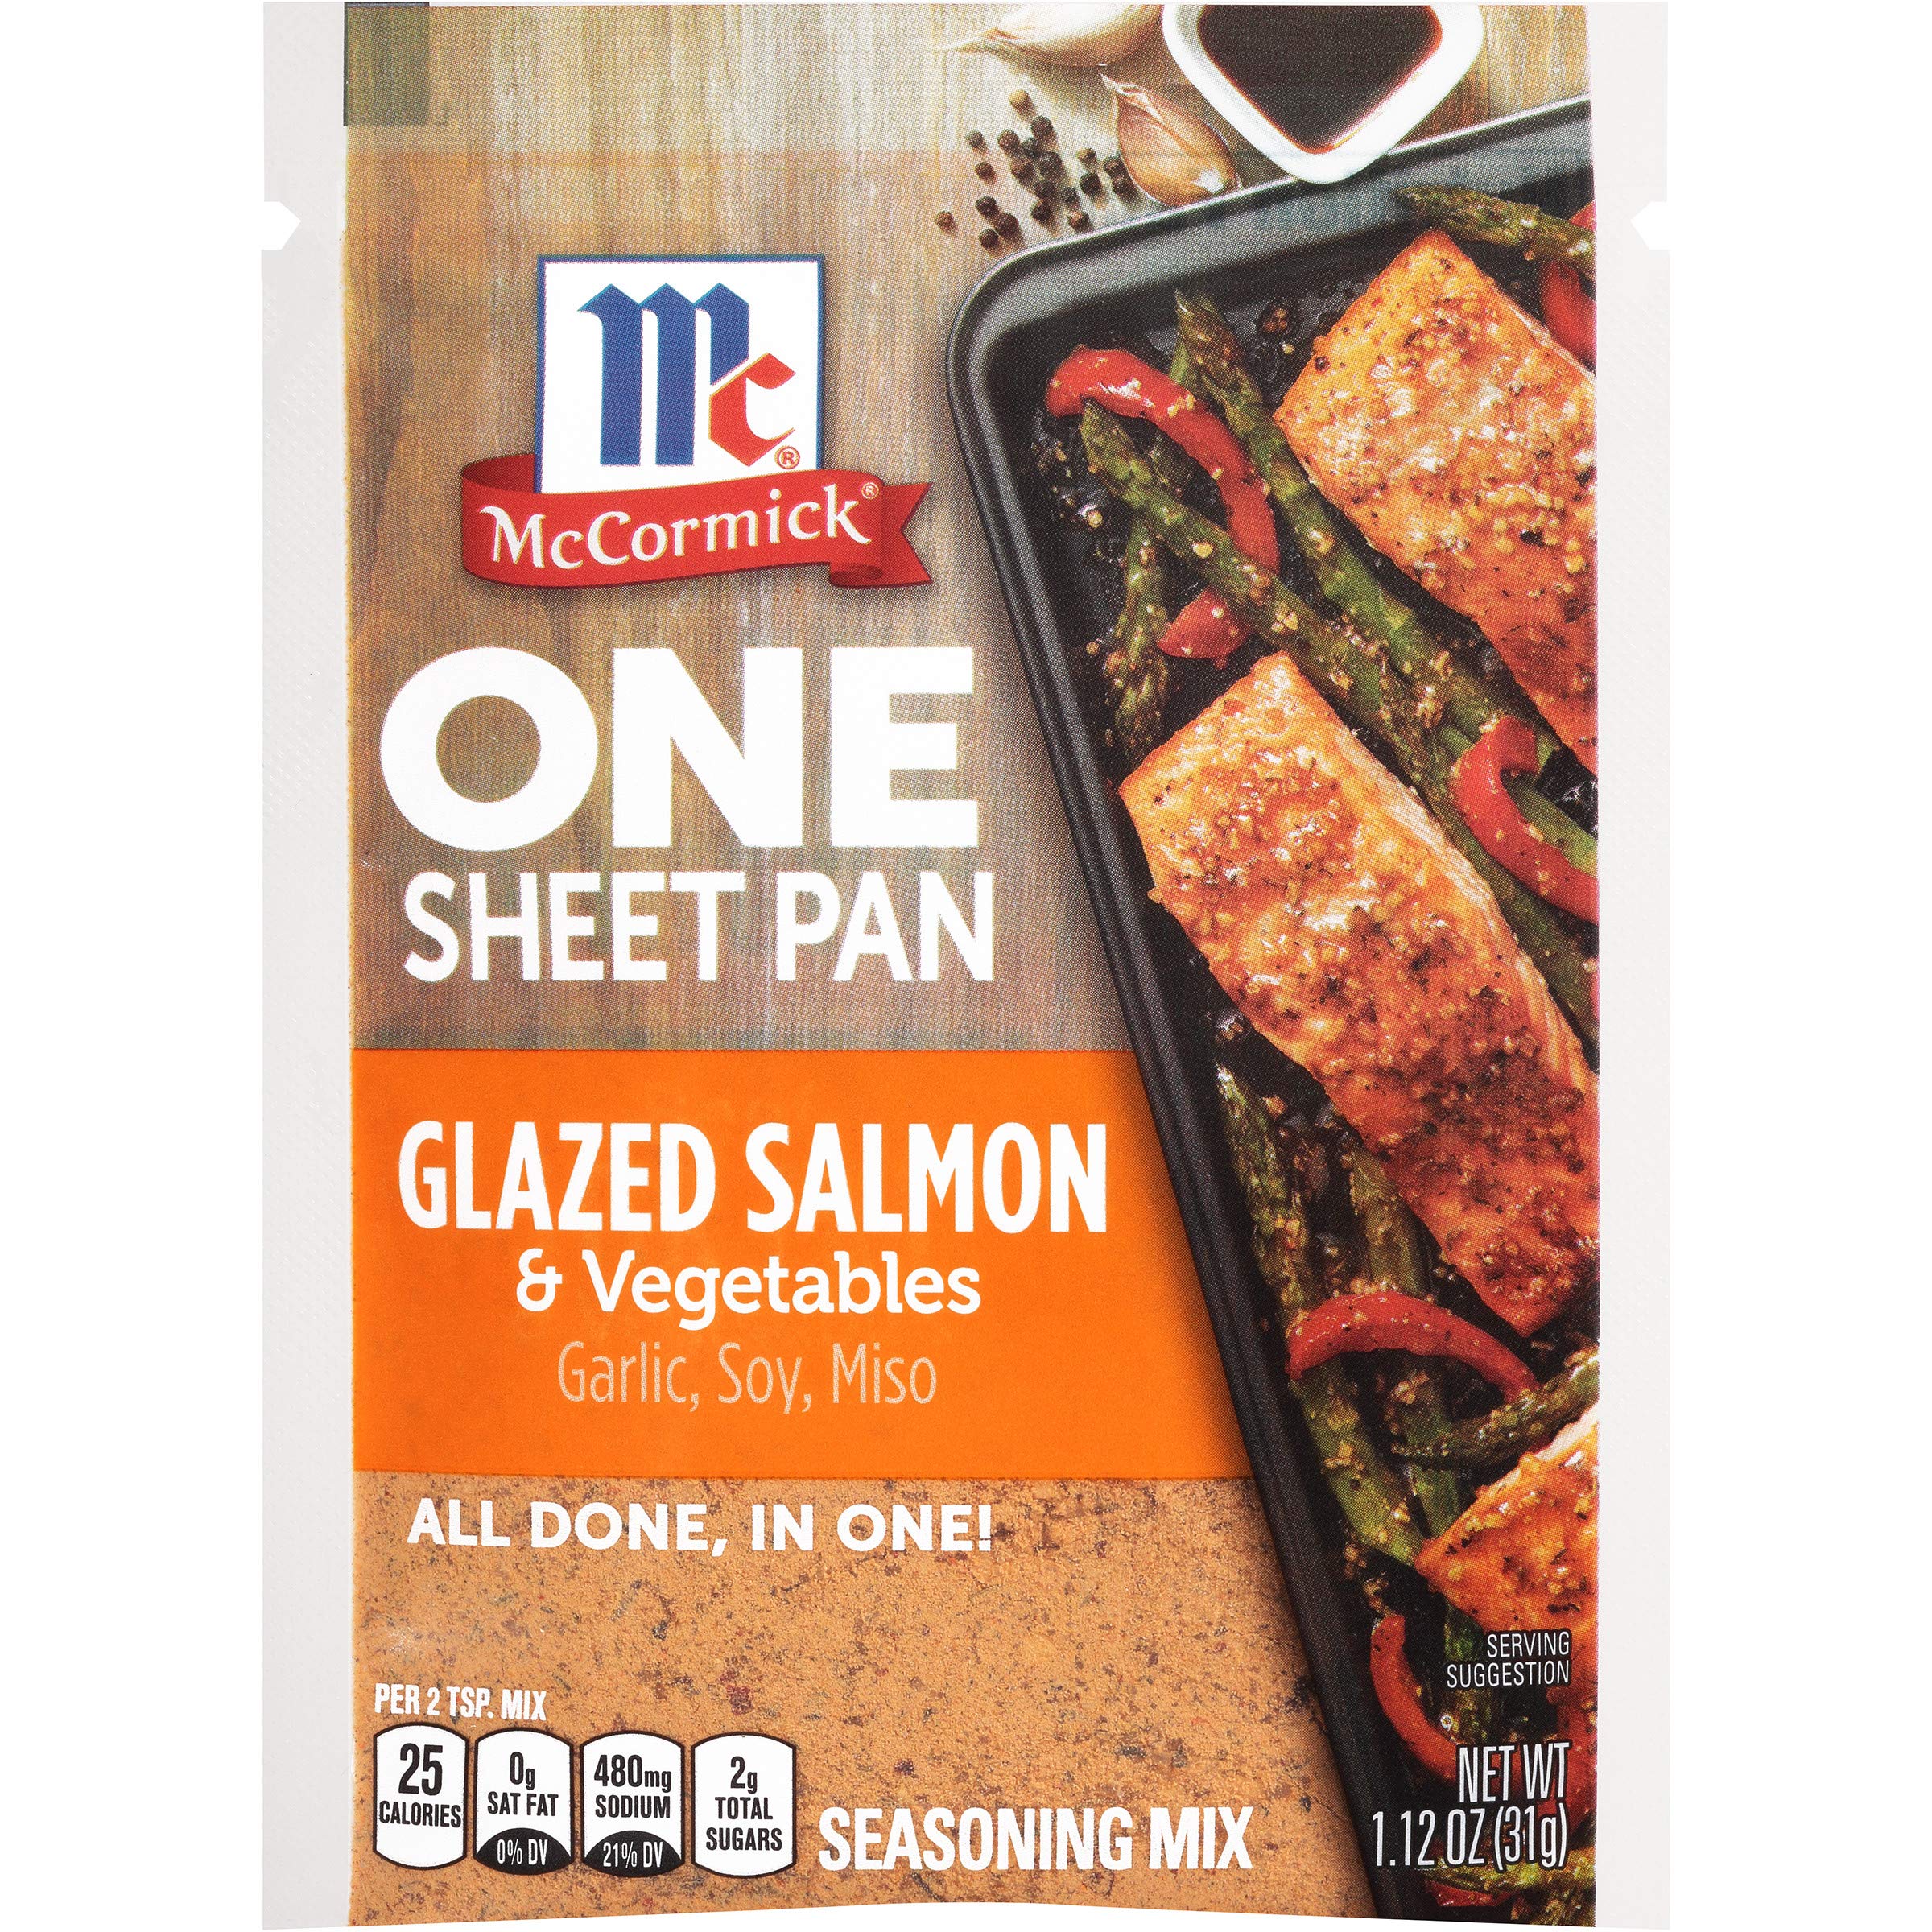 mc®
McCormick®
ONE
SHEET PAN
GLAZED SALMON
& Vegetables
Garlic, Soy, Miso
ALL DONE, IN ONE!
PER 2 TSP. MIX
25
CALORIES
0g
SAT FAT
0% DV
480mg
SODIUM
21% DV
2g
TOTAL
SUGARS
SEASONING MIX
SERVING
SUGGESTION
NET WT
1.12 OZ (31g)